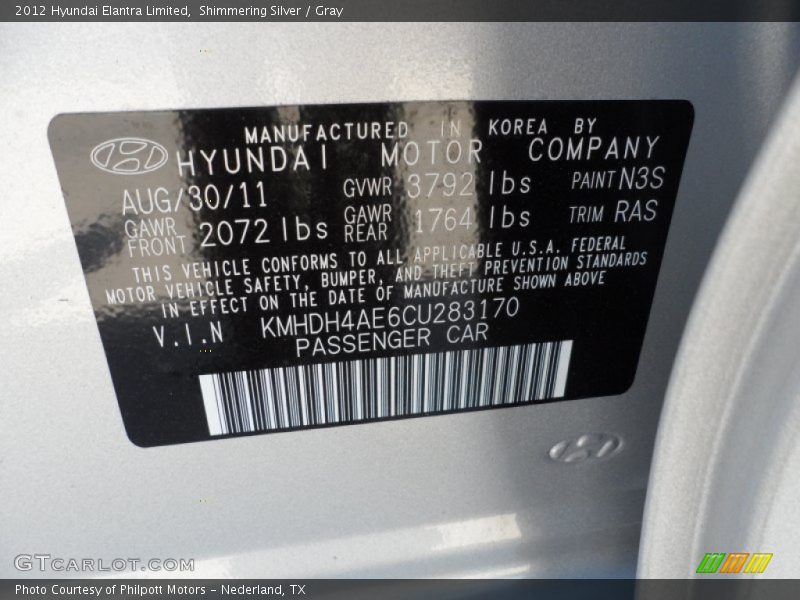 2012 Hyundai Elantra Limited,  Shimmering Silver / Gray
MANUFACTURED IN KOREA BY
HYUNDAI MOTOR COMPANY
AUG/30/11 GVWR 3792 lbs PAINT N3S
GAWR FRONT 2072 lbs GAWR REAR 1764 lbs TRIM RAS
THIS VEHICLE CONFORMS TO ALL APPLICABLE U.S.A. FEDERAL
MOTOR VEHICLE SAFETY, BUMPER, AND THEFT PREVENTION STANDARDS
IN EFFECT ON THE DATE OF MANUFACTURE SHOWN ABOVE
V.I.N KMHDH4AE6CU283170
PASSENGER CAR
GTCARLOT.COM
Photo Courtesy of Philpott Motors - Nederland, TX